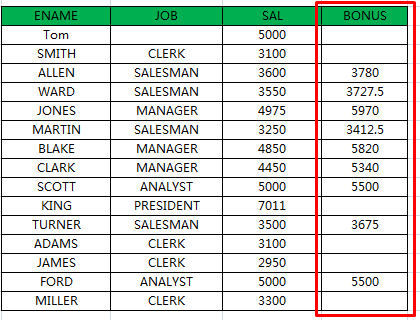 ENAME JOB SAL BONUS
Tom 5000
SMITH CLERK 3100
ALLEN SALESMAN 3600 3780
WARD SALESMAN 3550 3727.5
JONES MANAGER 4975 5970
MARTIN SALESMAN 3250 3412.5
BLAKE MANAGER 4850 5820
CLARK MANAGER 4450 5340
SCOTT ANALYST 5000 5500
KING PRESIDENT 7011
TURNER SALESMAN 3500 3675
ADAMS CLERK 3100
JAMES CLERK 2950
FORD ANALYST 5000 5500
MILLER CLERK 3300